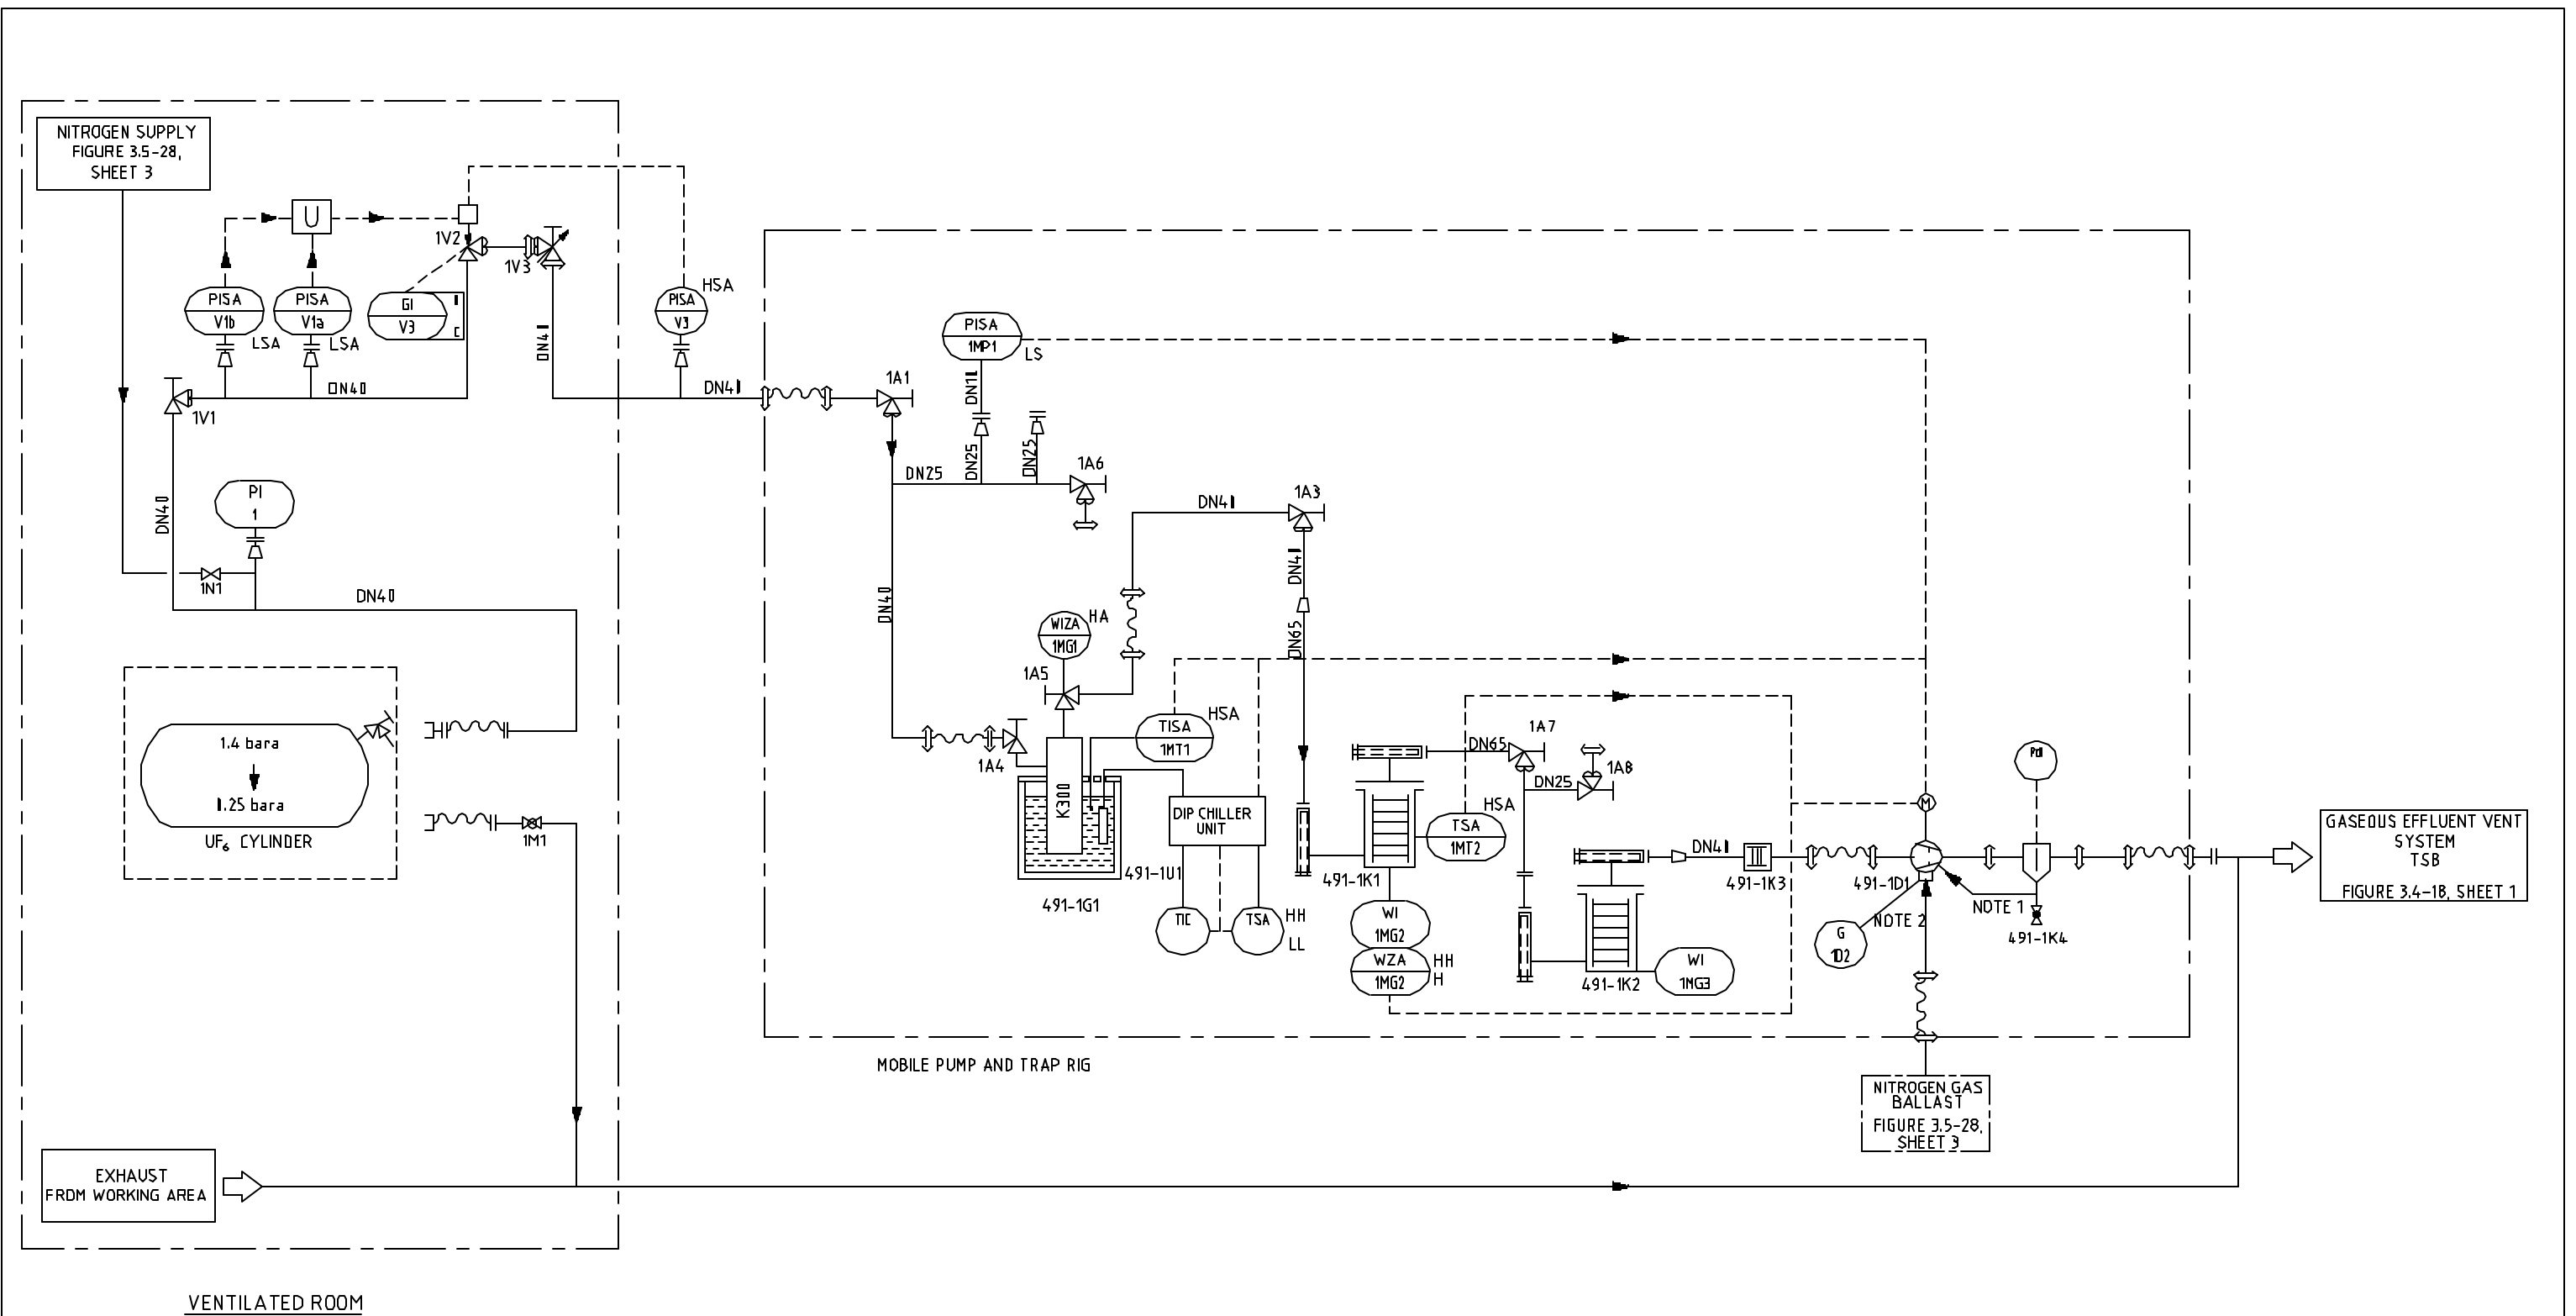 NITROGEN SUPPLY
FIGURE 3.5-28,
SHEET 3
U
1V2
1V3
PISA
V1b
LSA
PISA
V1a
LSA
GI
V3
C
PISA
V3
HSA
DN41
DN40
DN41
1V1
PI
1
DN40
1N1
DN40
1.4 bara
1.25 bara
UF6 CYLINDER
1M1
EXHAUST
FROM WORKING AREA
VENTILATED ROOM
1A1
PISA
1MP1
LS
DN25
DN25
DN25
1A6
DN40
DN41
1A3
DN41
DN65
WIZA
1MG1
HA
1A5
1A4
K300
TISA
1MT1
HSA
DIP CHILLER
UNIT
491-1U1
491-1G1
TIC
TSA
HH
LL
DN65
1A7
1A8
DN25
TSA
1MT2
HSA
491-1K1
WI
1MG2
WZA
1MG2
HH
H
491-1K2
WI
1MG3
DN41
491-1K3
M
491-1D1
NOTE 2
NOTE 1
G
1D2
491-1K4
GASEOUS EFFLUENT VENT
SYSTEM
TSB
FIGURE 3.4-18, SHEET 1
MOBILE PUMP AND TRAP RIG
NITROGEN GAS
BALLAST
FIGURE 3.5-28,
SHEET 3